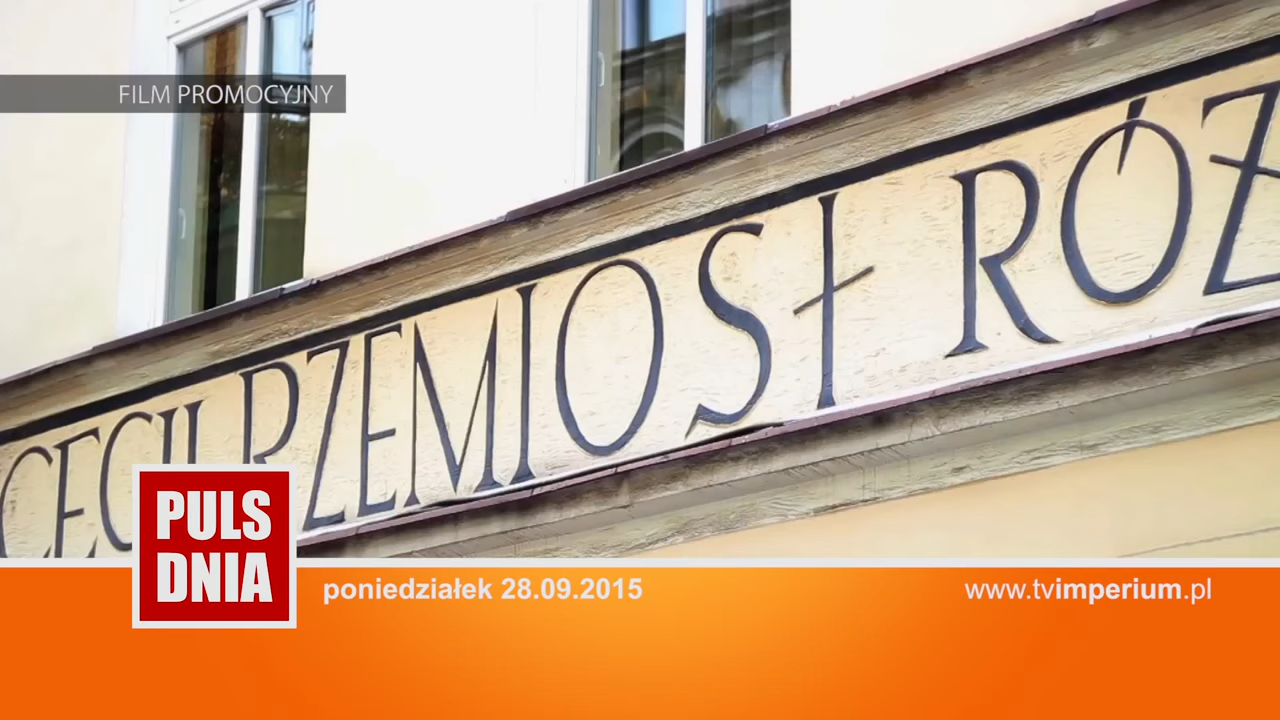 FILM PROMOCYJNY
CECH RZEMIOSŁ RÓŻ
PULS
DNIA
poniedziałek 28.09.2015
www.tvimperium.pl